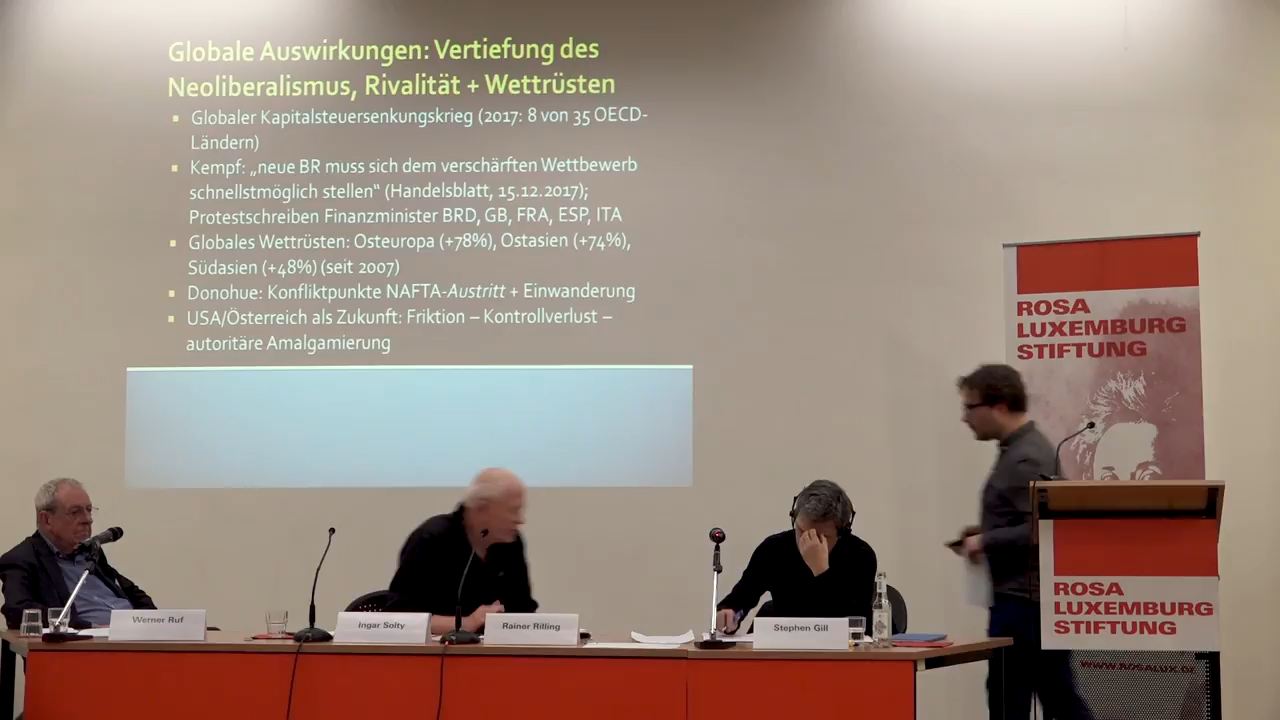 Globale Auswirkungen: Vertiefung des
Neoliberalismus, Rivalität + Wettrüsten
Globaler Kapitalsteuersenkungskrieg (2017: 8 von 35 OECD-
Ländern)
Kempf: „neue BR muss sich dem verschärften Wettbewerb
schnellstmöglich stellen“ (Handelsblatt, 15.12.2017);
Protestschreiben Finanzminister BRD, GB, FRA, ESP, ITA
Globales Wettrüsten: Osteuropa (+78%), Ostasien (+74%),
Südasien (+48%) (seit 2007)
Donohue: Konfliktpunkte NAFTA-Austritt + Einwanderung
USA/Österreich als Zukunft: Friktion – Kontrollverlust –
autoritäre Amalgamierung
ROSA
LUXEMBURG
STIFTUNG
Werner Ruf
Ingar Solty
Rainer Rilling
Stephen Gill
ROSA
LUXEMBURG
STIFTUNG